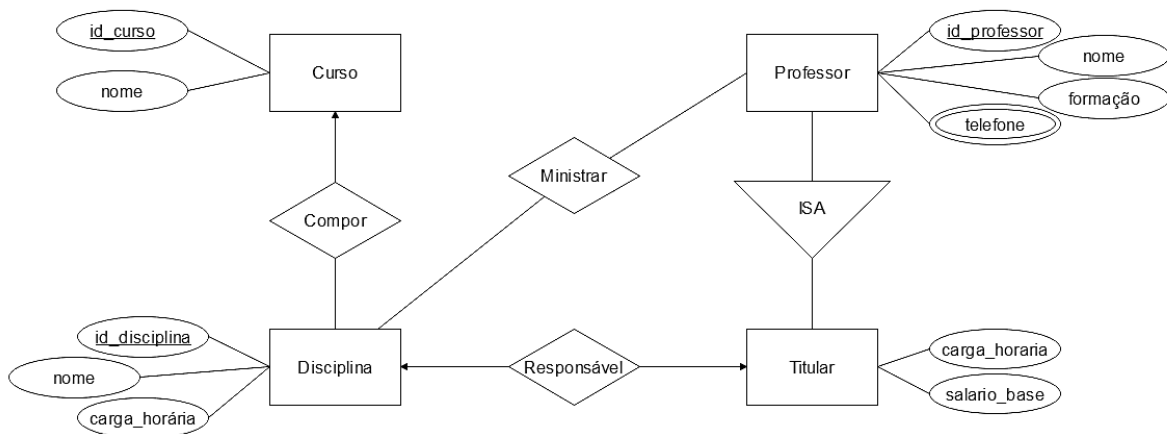 id_curso
nome
Curso
Professor
id_professor
nome
formação
telefone
Ministrar
ISA
Compor
id_disciplina
nome
carga_horária
Disciplina
Responsável
Titular
carga_horaria
salario_base